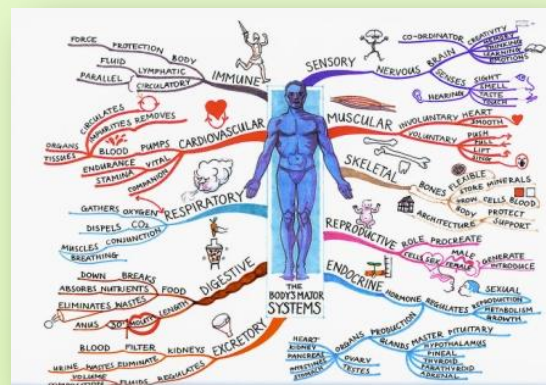 THE
BODY'S MAJOR
SYSTEMS
IMMUNE
FORCE PROTECTION BODY
FLUID LYMPHATIC
PARALLEL CIRCULATORY
CARDIOVASCULAR
CIRCULATES
IMPURITIES REMOVES
ORGANS
TISSUES
BLOOD PUMPS
ENDURANCE VITAL
STAMINA COMPANION
RESPIRATORY
GATHERS OXYGEN
DISPELS CO2
MUSCLES CONJUNCTION
BREATHING
DIGESTIVE
DOWN BREAKS
ABSORBS NUTRIENTS FOOD
ELIMINATES WASTES
ANUS 30' MOUTH LENGTH
EXCRETORY
BLOOD FILTER KIDNEYS
URINE WASTES ELIMINATE
VOLUME
FLUIDS REGULATES
SENSORY
NERVOUS
BRAIN
CO-ORDINATOR
CREATIVITY
MEMORY
THINKING
LEARNING
EMOTIONS
SENSES
SIGHT
SMELL
HEARING
TASTE
TOUCH
MUSCULAR
INVOLUNTARY HEART
SMOOTH
VOLUNTARY PUSH
PULL
LIFT
SKELETAL
BONES
FLEXIBLE
STORE MINERALS
GROW CELLS BLOOD
ARCHITECTURE BODY PROTECT
SUPPORT
REPRODUCTIVE
ROLE PROCREATE
CELLS SEX MALE
FEMALE
GENERATE
INTRODUCE
ENDOCRINE
HORMONE REGULATES
SEXUAL
REPRODUCTION
METABOLISM
GROWTH
ORGANS PRODUCTION
HEART
KIDNEY
PANCREAS
INTESTINE
STOMACH
OVARY
TESTES
GLANDS MASTER PITUITARY
HYPOTHALAMUS
PINEAL
THYROID
PARATHYROID
ADRENAL